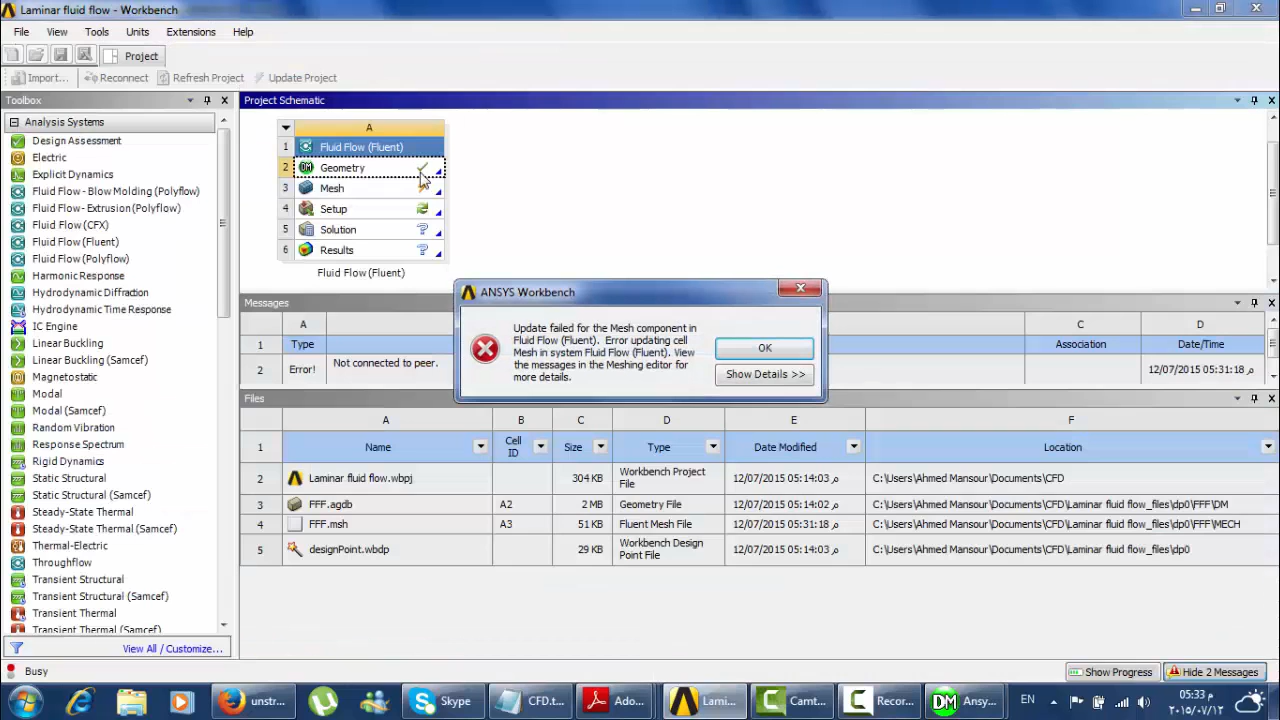 Laminar fluid flow - Workbench
File View Tools Units Extensions Help
Project
Import... Reconnect Refresh Project Update Project
Toolbox
Analysis Systems
Design Assessment
Electric
Explicit Dynamics
Fluid Flow - Blow Molding (Polyflow)
Fluid Flow - Extrusion (Polyflow)
Fluid Flow (CFX)
Fluid Flow (Fluent)
Fluid Flow (Polyflow)
Harmonic Response
Hydrodynamic Diffraction
Hydrodynamic Time Response
IC Engine
Linear Buckling
Linear Buckling (Samcef)
Magnetostatic
Modal
Modal (Samcef)
Random Vibration
Response Spectrum
Rigid Dynamics
Static Structural
Static Structural (Samcef)
Steady-State Thermal
Steady-State Thermal (Samcef)
Thermal-Electric
Throughflow
Transient Structural
Transient Structural (Samcef)
Transient Thermal
Transient Thermal (Samcef)
View All / Customize...
Project Schematic
A
1 Fluid Flow (Fluent)
2 DM Geometry
3 Mesh
4 Setup
5 Solution
6 Results
Fluid Flow (Fluent)
Messages
A C D
1 Type Association Date/Time
2 Error! Not connected to peer. 12/07/2015 05:31:18 م
ANSYS Workbench
Update failed for the Mesh component in
Fluid Flow (Fluent). Error updating cell
Mesh in system Fluid Flow (Fluent). View
the messages in the Meshing editor for
more details.
OK
Show Details >>
Files
A B C D E F
1 Name Cell ID Size Type Date Modified Location
2 Laminar fluid flow.wbpj 304 KB Workbench Project File 12/07/2015 05:14:03 م C:\Users\Ahmed Mansour\Documents\CFD
3 FFF.agdb A2 2 MB Geometry File 12/07/2015 05:14:02 م C:\Users\Ahmed Mansour\Documents\CFD\Laminar fluid flow_files\dp0\FFF\DM
4 FFF.msh A3 51 KB Fluent Mesh File 12/07/2015 05:31:18 م C:\Users\Ahmed Mansour\Documents\CFD\Laminar fluid flow_files\dp0\FFF\MECH
5 designPoint.wbdp 29 KB Workbench Design Point File 12/07/2015 05:14:03 م C:\Users\Ahmed Mansour\Documents\CFD\Laminar fluid flow_files\dp0
Busy
Show Progress Hide 2 Messages
unstr... Skype CFD.t... Ado... Lami... Camt... Recor... DM Ansy... EN 05:33 م
٢٠١٥/٠٧/١٢